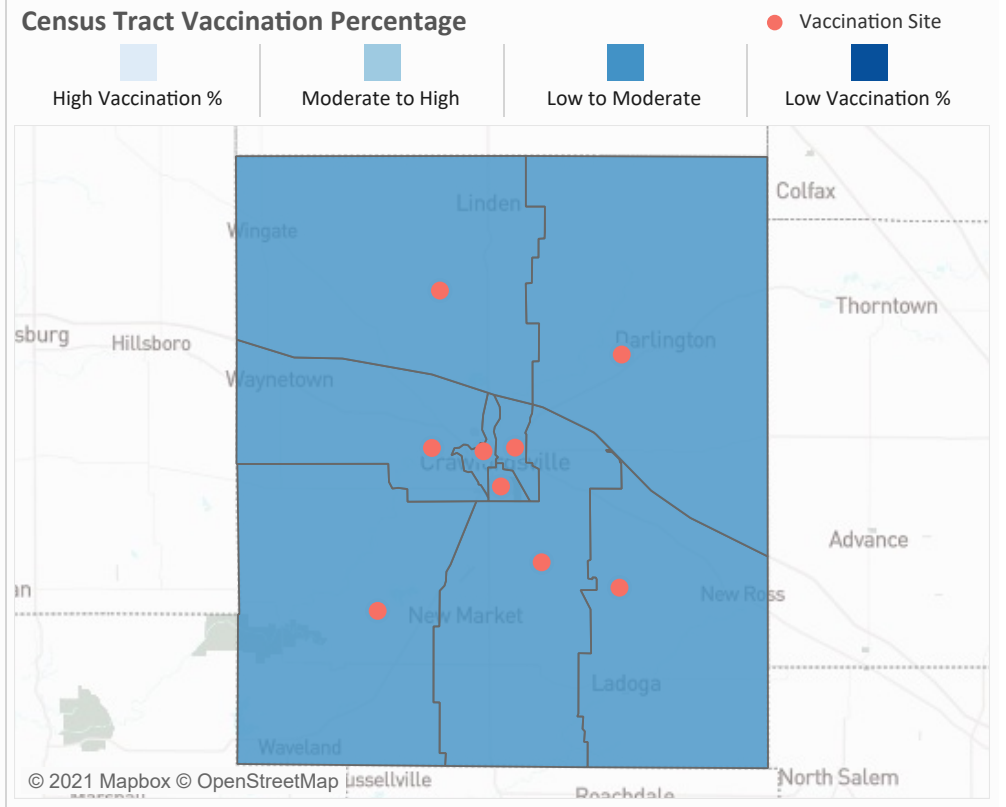 Census Tract Vaccination Percentage
Vaccination Site
High Vaccination %
Moderate to High
Low to Moderate
Low Vaccination %
Colfax
Linden
Wingate
Thorntown
sburg
Hillsboro
Darlington
Waynetown
Crawfordsville
Advance
an
New Ross
New Market
Ladoga
Waveland
© 2021 Mapbox © OpenStreetMap
ussellville
North Salem
Roachdale
Marshall